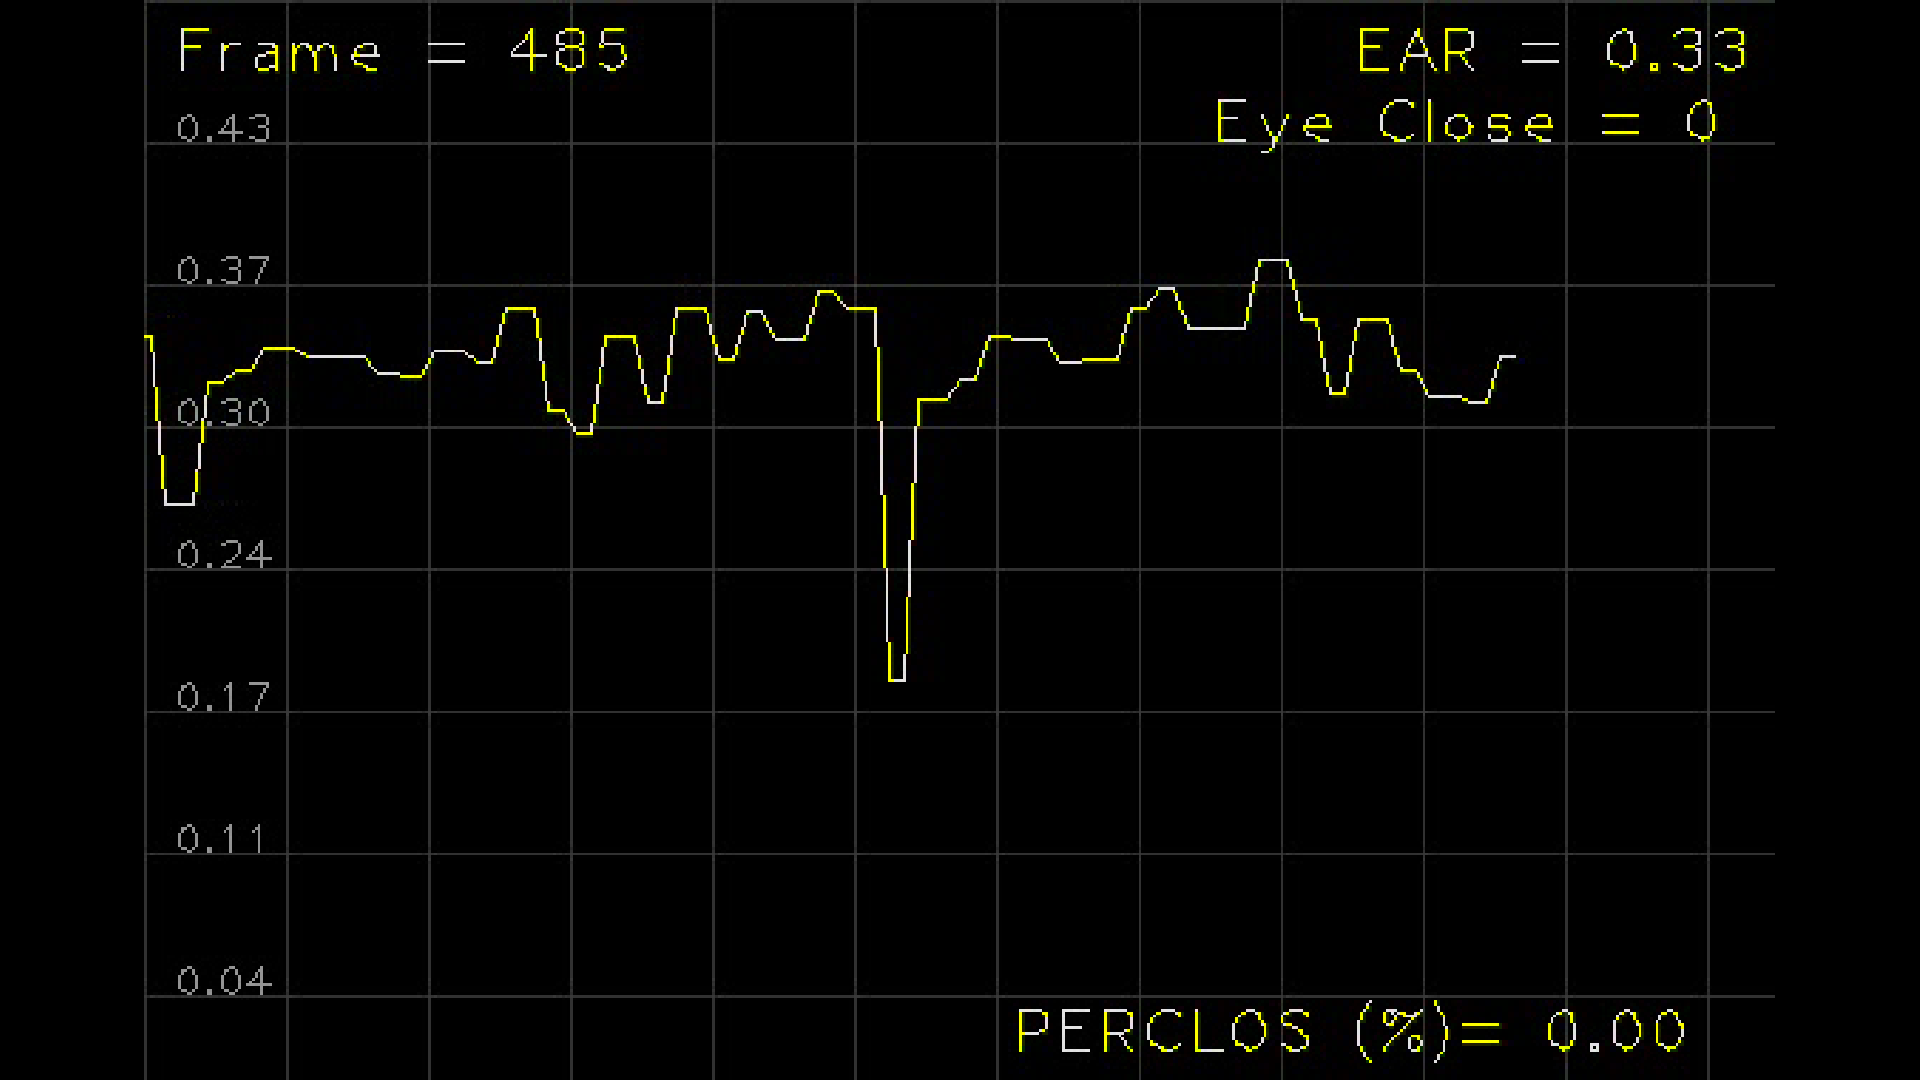 Frame = 485
EAR = 0.33
Eye Close = 0
0.43
0.37
0.30
0.24
0.17
0.11
0.04
PERCLOS (%)= 0.00